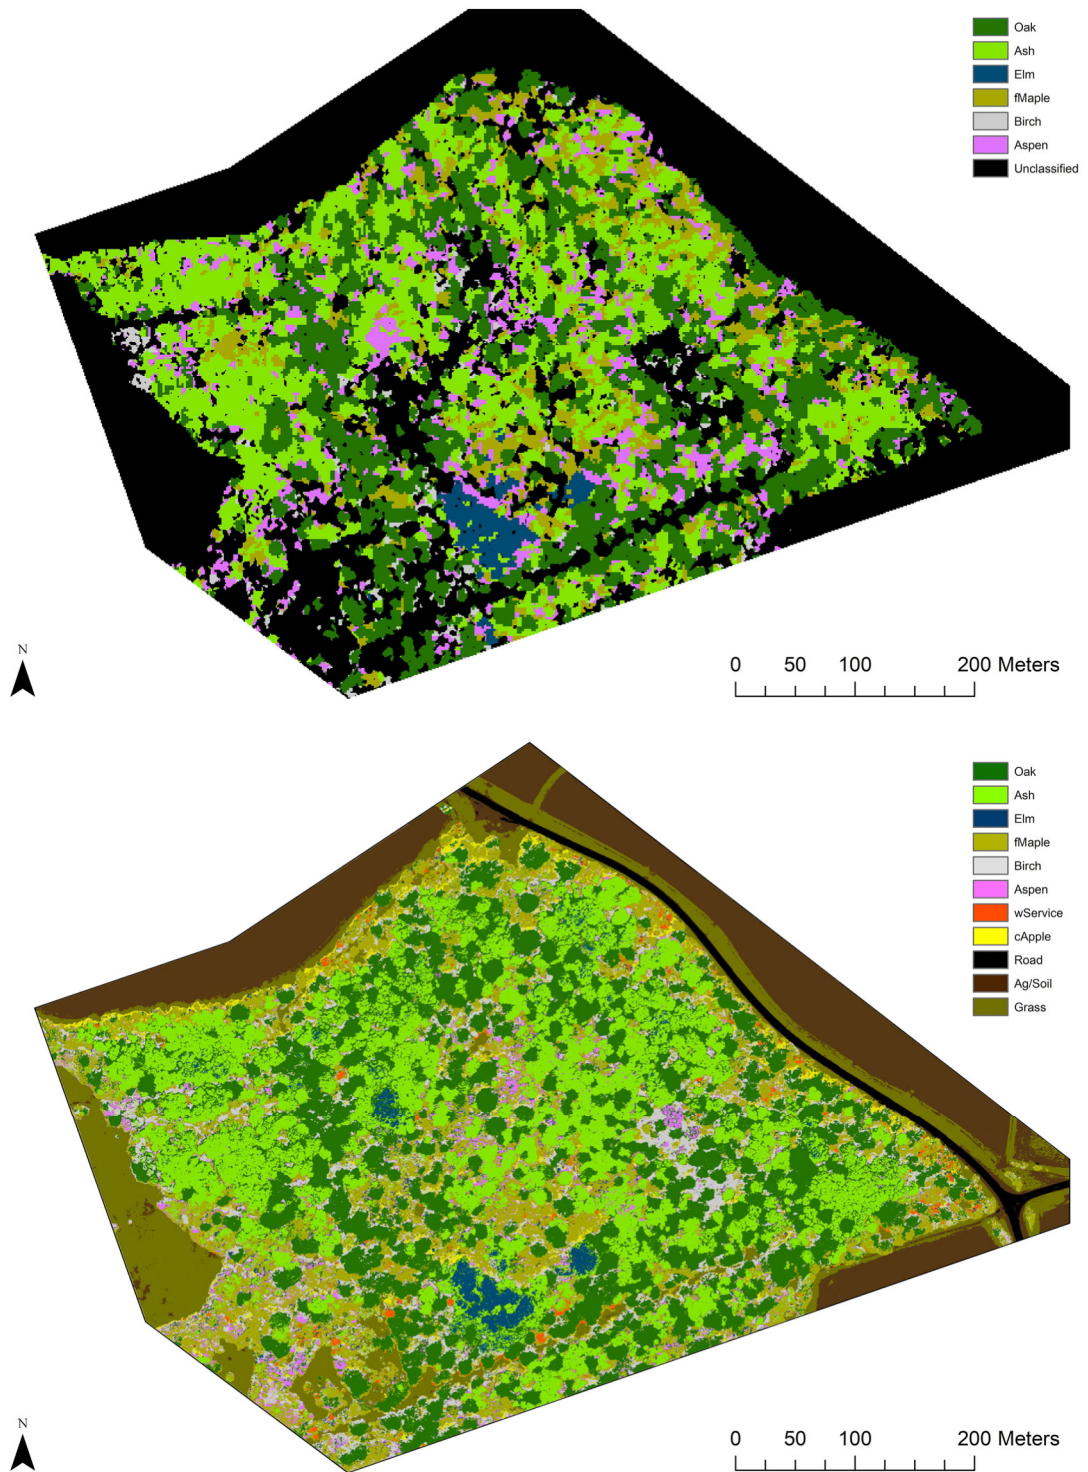 Oak
Ash
Elm
fMaple
Birch
Aspen
Unclassified
N
0 50 100 200 Meters
Oak
Ash
Elm
fMaple
Birch
Aspen
wService
cApple
Road
Ag/Soil
Grass
N
0 50 100 200 Meters